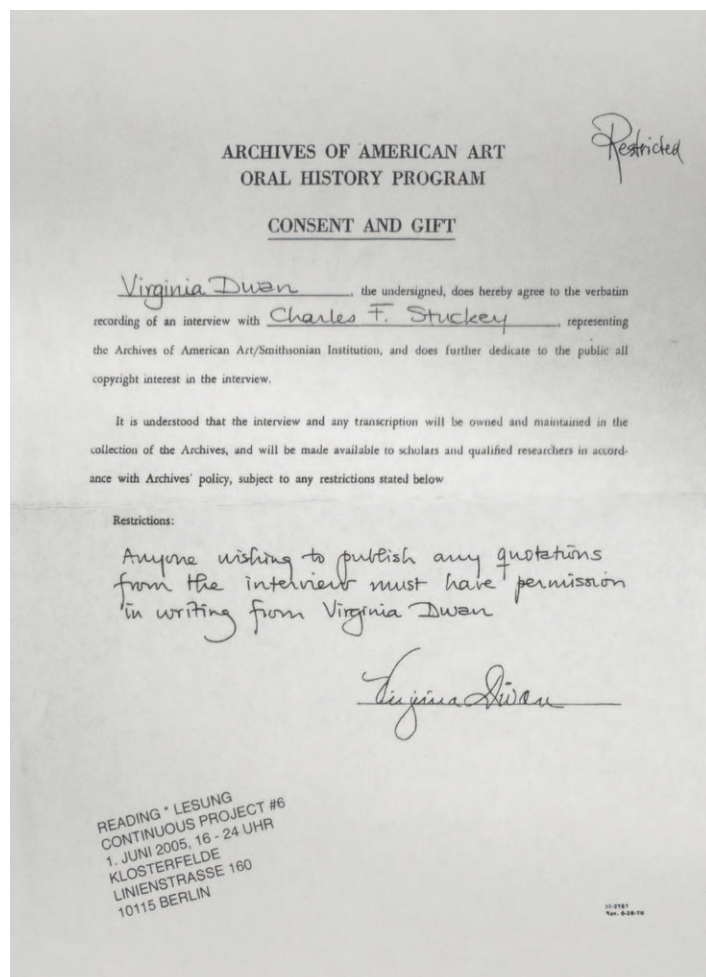 Restricted
ARCHIVES OF AMERICAN ART
ORAL HISTORY PROGRAM
CONSENT AND GIFT
Virginia Dwan, the undersigned, does hereby agree to the verbatim
recording of an interview with Charles F. Stuckey, representing
the Archives of American Art/Smithsonian Institution, and does further dedicate to the public all
copyright interest in the interview.
It is understood that the interview and any transcription will be owned and maintained in the
collection of the Archives, and will be made available to scholars and qualified researchers in accord-
ance with Archives' policy, subject to any restrictions stated below
Restrictions:
Anyone wishing to publish any quotations
from the interview must have permission
in writing from Virginia Dwan
Virginia Dwan
READING * LESUNG
CONTINUOUS PROJECT #6
1. JUNI 2005, 16 - 24 UHR
KLOSTERFELDE
LINIENSTRASSE 160
10115 BERLIN